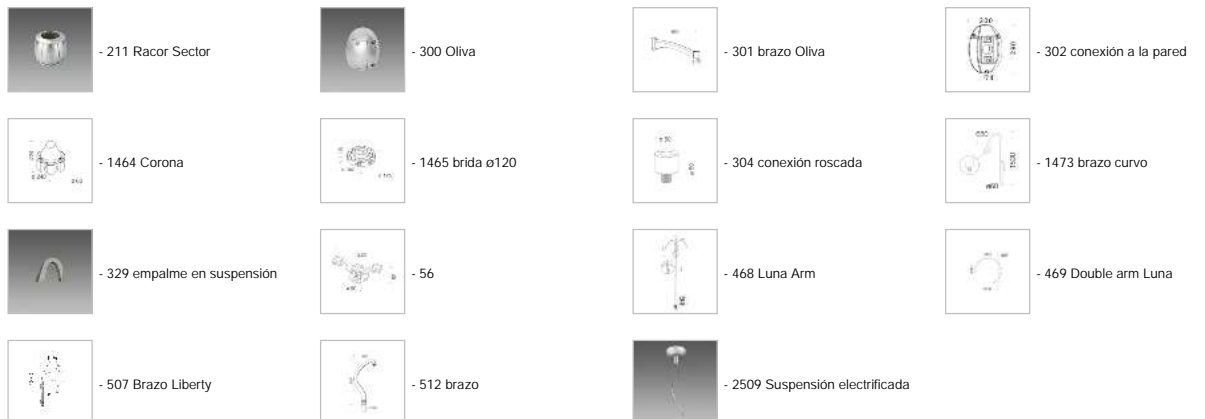 - 211 Racor Sector
- 300 Oliva
- 301 brazo Oliva
- 302 conexión a la pared
- 1464 Corona
- 1465 brida ø120
- 304 conexión roscada
- 1473 brazo curvo
- 329 empalme en suspensión
- 56
- 468 Luna Arm
- 469 Double arm Luna
- 507 Brazo Liberty
- 512 brazo
- 2509 Suspensión electrificada